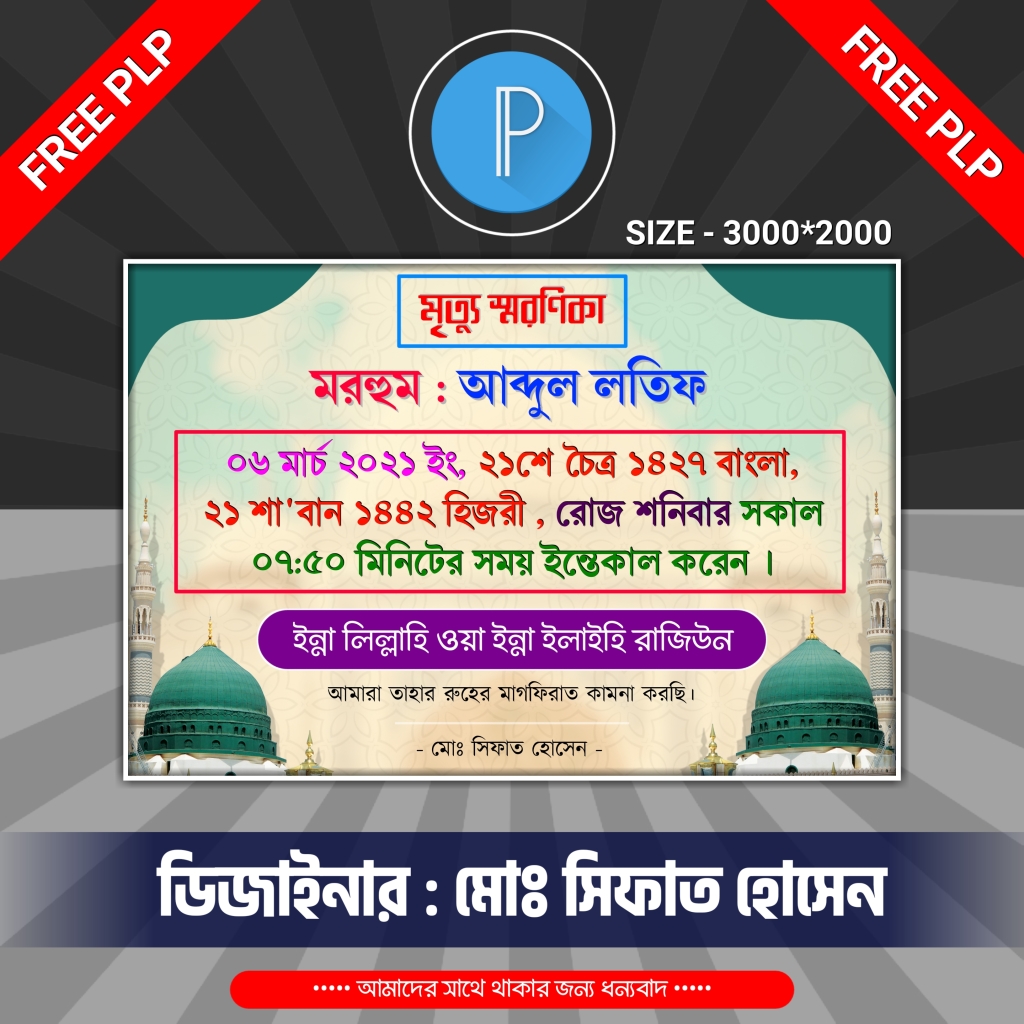 FREE PLP
FREE PLP
P
SIZE - 3000*2000
মৃত্যু স্মরণিকা
মরহুম : আব্দুল লতিফ
০৬ মার্চ ২০২১ ইং, ২১শে চৈত্র ১৪২৭ বাংলা,
২১ শা'বান ১৪৪২ হিজরী , রোজ শনিবার সকাল
০৭:৫০ মিনিটের সময় ইন্তেকাল করেন ।
ইন্না লিল্লাহি ওয়া ইন্না ইলাইহি রাজিউন
আমারা তাহার রুহের মাগফিরাত কামনা করছি।
- মোঃ সিফাত হোসেন -
ডিজাইনার : মোঃ সিফাত হোসেন
••••• আমাদের সাথে থাকার জন্য ধন্যবাদ •••••